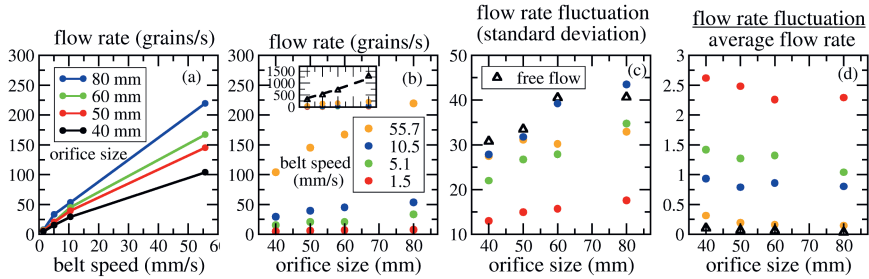 flow rate (grains/s)
(a)
80 mm
60 mm
50 mm
40 mm
orifice size
250
200
150
100
50
0
0 10 20 30 40 50 60
belt speed (mm/s)
flow rate (grains/s)
(b)
1500
1000
500
0
55.7
10.5
5.1
1.5
belt speed
(mm/s)
250
200
150
100
50
0
40 50 60 70 80
orifice size (mm)
flow rate fluctuation
(standard deviation)
(c)
free flow
50
45
40
35
30
25
20
15
10
40 50 60 70 80
orifice size (mm)
flow rate fluctuation
average flow rate
(d)
3
2.5
2
1.5
1
0.5
0
40 50 60 70 80
orifice size (mm)